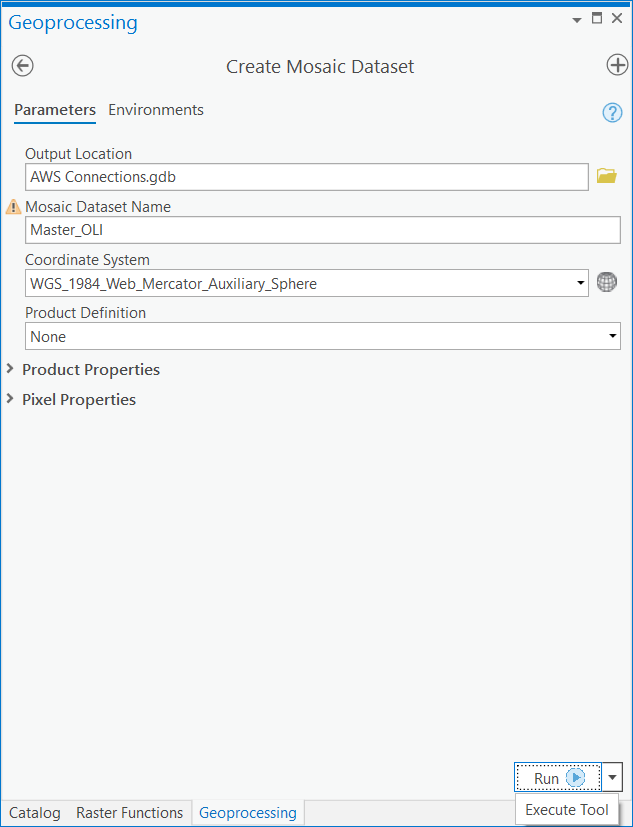 Geoprocessing
Create Mosaic Dataset
Parameters Environments
Output Location
AWS Connections.gdb
Mosaic Dataset Name
Master_OLI
Coordinate System
WGS_1984_Web_Mercator_Auxiliary_Sphere
Product Definition
None
Product Properties
Pixel Properties
Run
Catalog Raster Functions Geoprocessing
Execute Tool